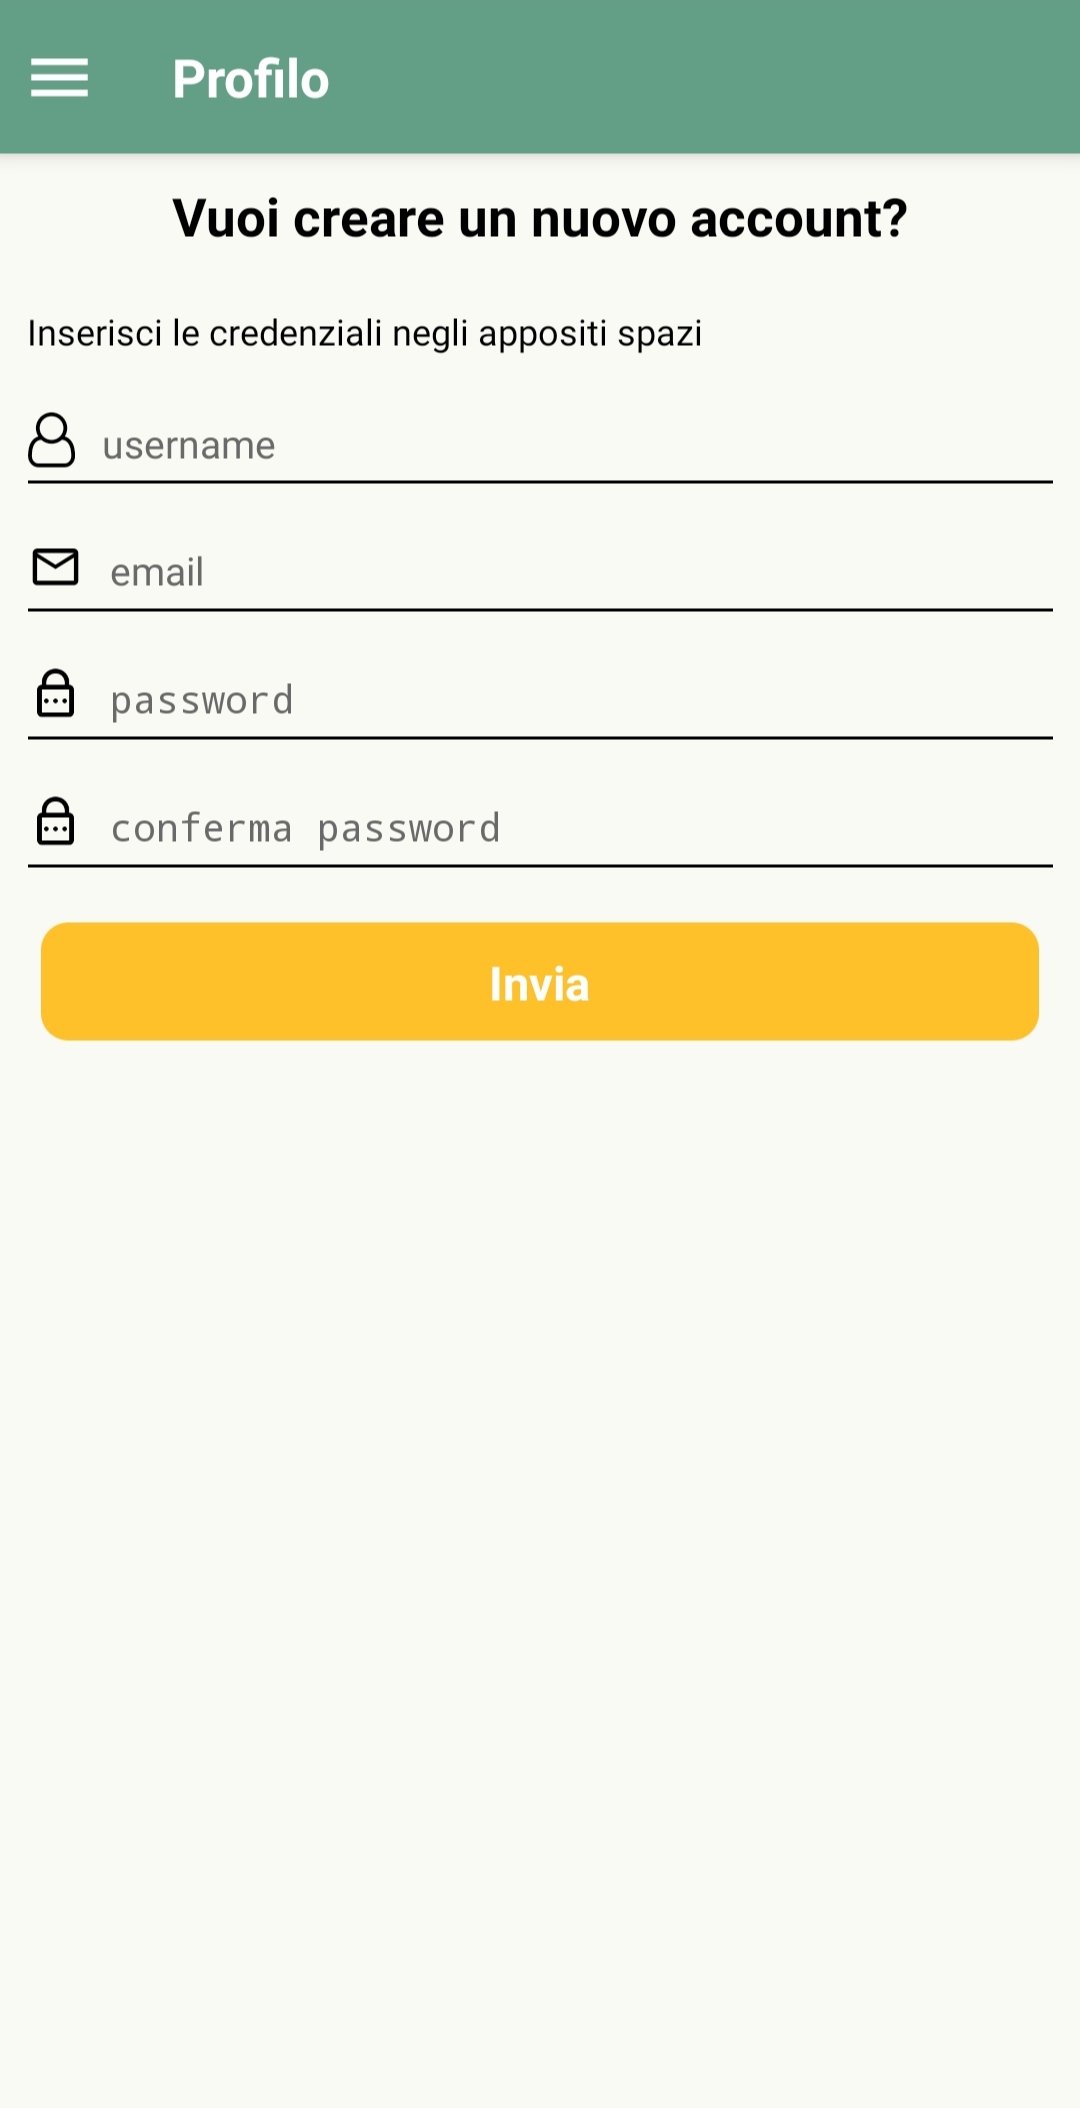 Profilo
Vuoi creare un nuovo account?
Inserisci le credenziali negli appositi spazi
username
email
password
conferma password
Invia